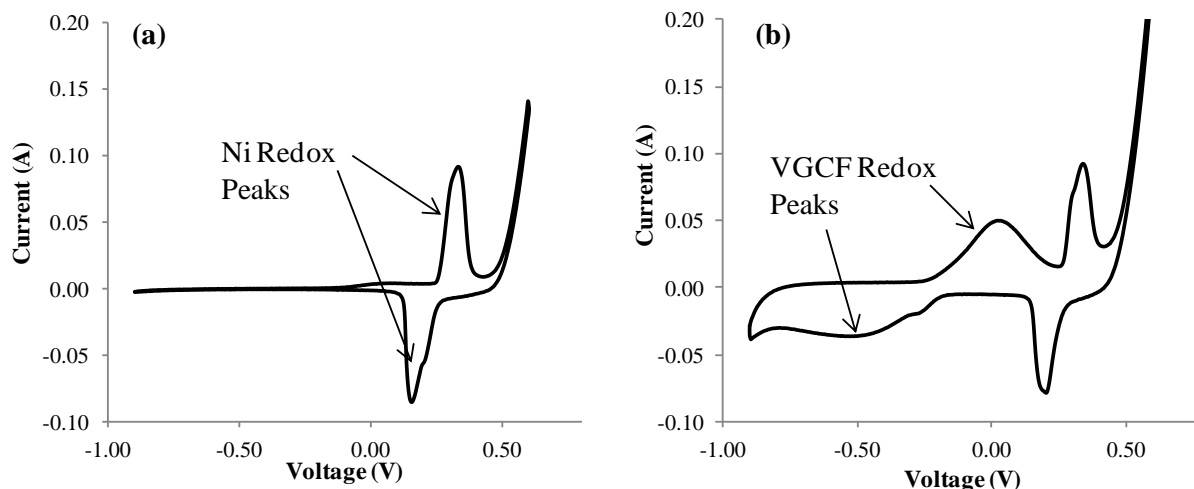 (a)
0.20
0.15
0.10
0.05
0.00
-0.05
-0.10
Current (A)
Ni Redox
Peaks
-1.00 -0.50 0.00 0.50
Voltage (V)
(b)
0.20
0.15
0.10
0.05
0.00
-0.05
-0.10
Current (A)
VGCF Redox
Peaks
-1.00 -0.50 0.00 0.50
Voltage (V)